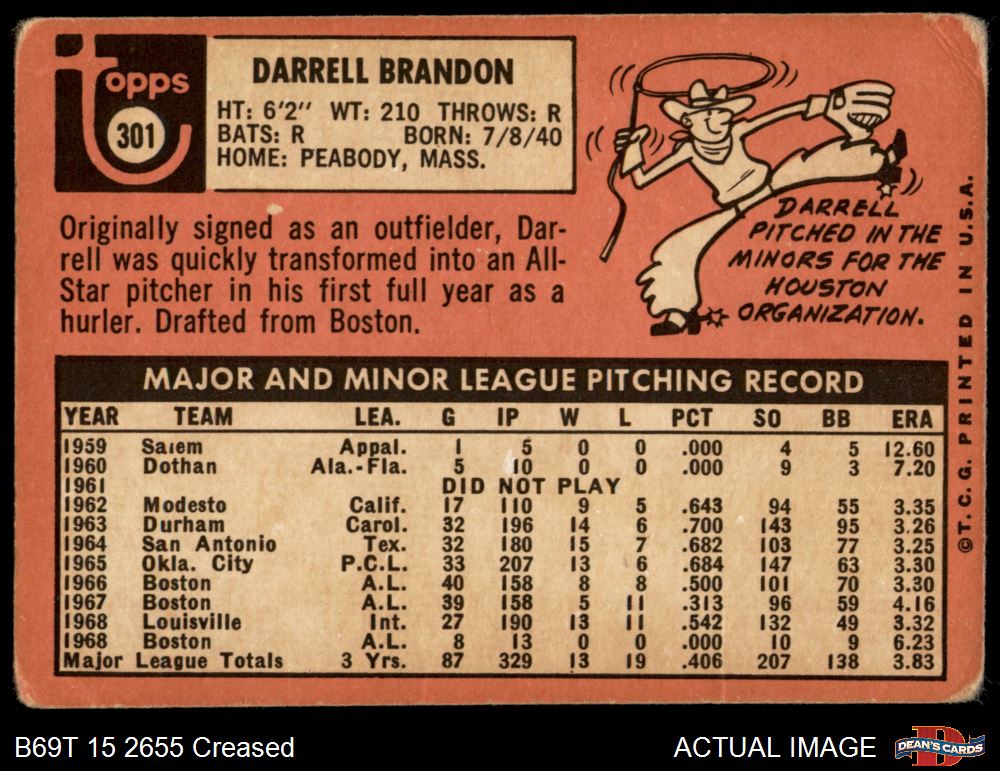 Topps
301
DARRELL BRANDON
HT: 6'2" WT: 210 THROWS: R
BATS: R BORN: 7/8/40
HOME: PEABODY, MASS.
Originally signed as an outfielder, Dar-
rell was quickly transformed into an All-
Star pitcher in his first full year as a
hurler. Drafted from Boston.
DARRELL
PITCHED IN THE
MINORS FOR THE
HOUSTON
ORGANIZATION.
MAJOR AND MINOR LEAGUE PITCHING RECORD
YEAR TEAM LEA. G IP W L PCT SO BB ERA
1959 Salem Appal. 1 5 0 0 .000 4 5 12.60
1960 Dothan Ala.-Fla. 5 10 0 0 .000 9 3 7.20
1961 DID NOT PLAY
1962 Modesto Calif. 17 110 9 5 .643 94 55 3.35
1963 Durham Carol. 32 196 14 6 .700 143 95 3.26
1964 San Antonio Tex. 32 180 15 7 .682 103 77 3.25
1965 Okla. City P.C.L. 33 207 13 6 .684 147 63 3.30
1966 Boston A.L. 40 158 8 8 .500 101 70 3.30
1967 Boston A.L. 39 158 5 11 .313 96 59 4.16
1968 Louisville Int. 27 190 13 11 .542 132 49 3.32
1968 Boston A.L. 8 13 0 0 .000 10 9 6.23
Major League Totals 3 Yrs. 87 329 13 19 .406 207 138 3.83
©T.C.G. PRINTED IN U.S.A.
B69T 15 2655 Creased
ACTUAL IMAGE
D
DEAN'S CARDS